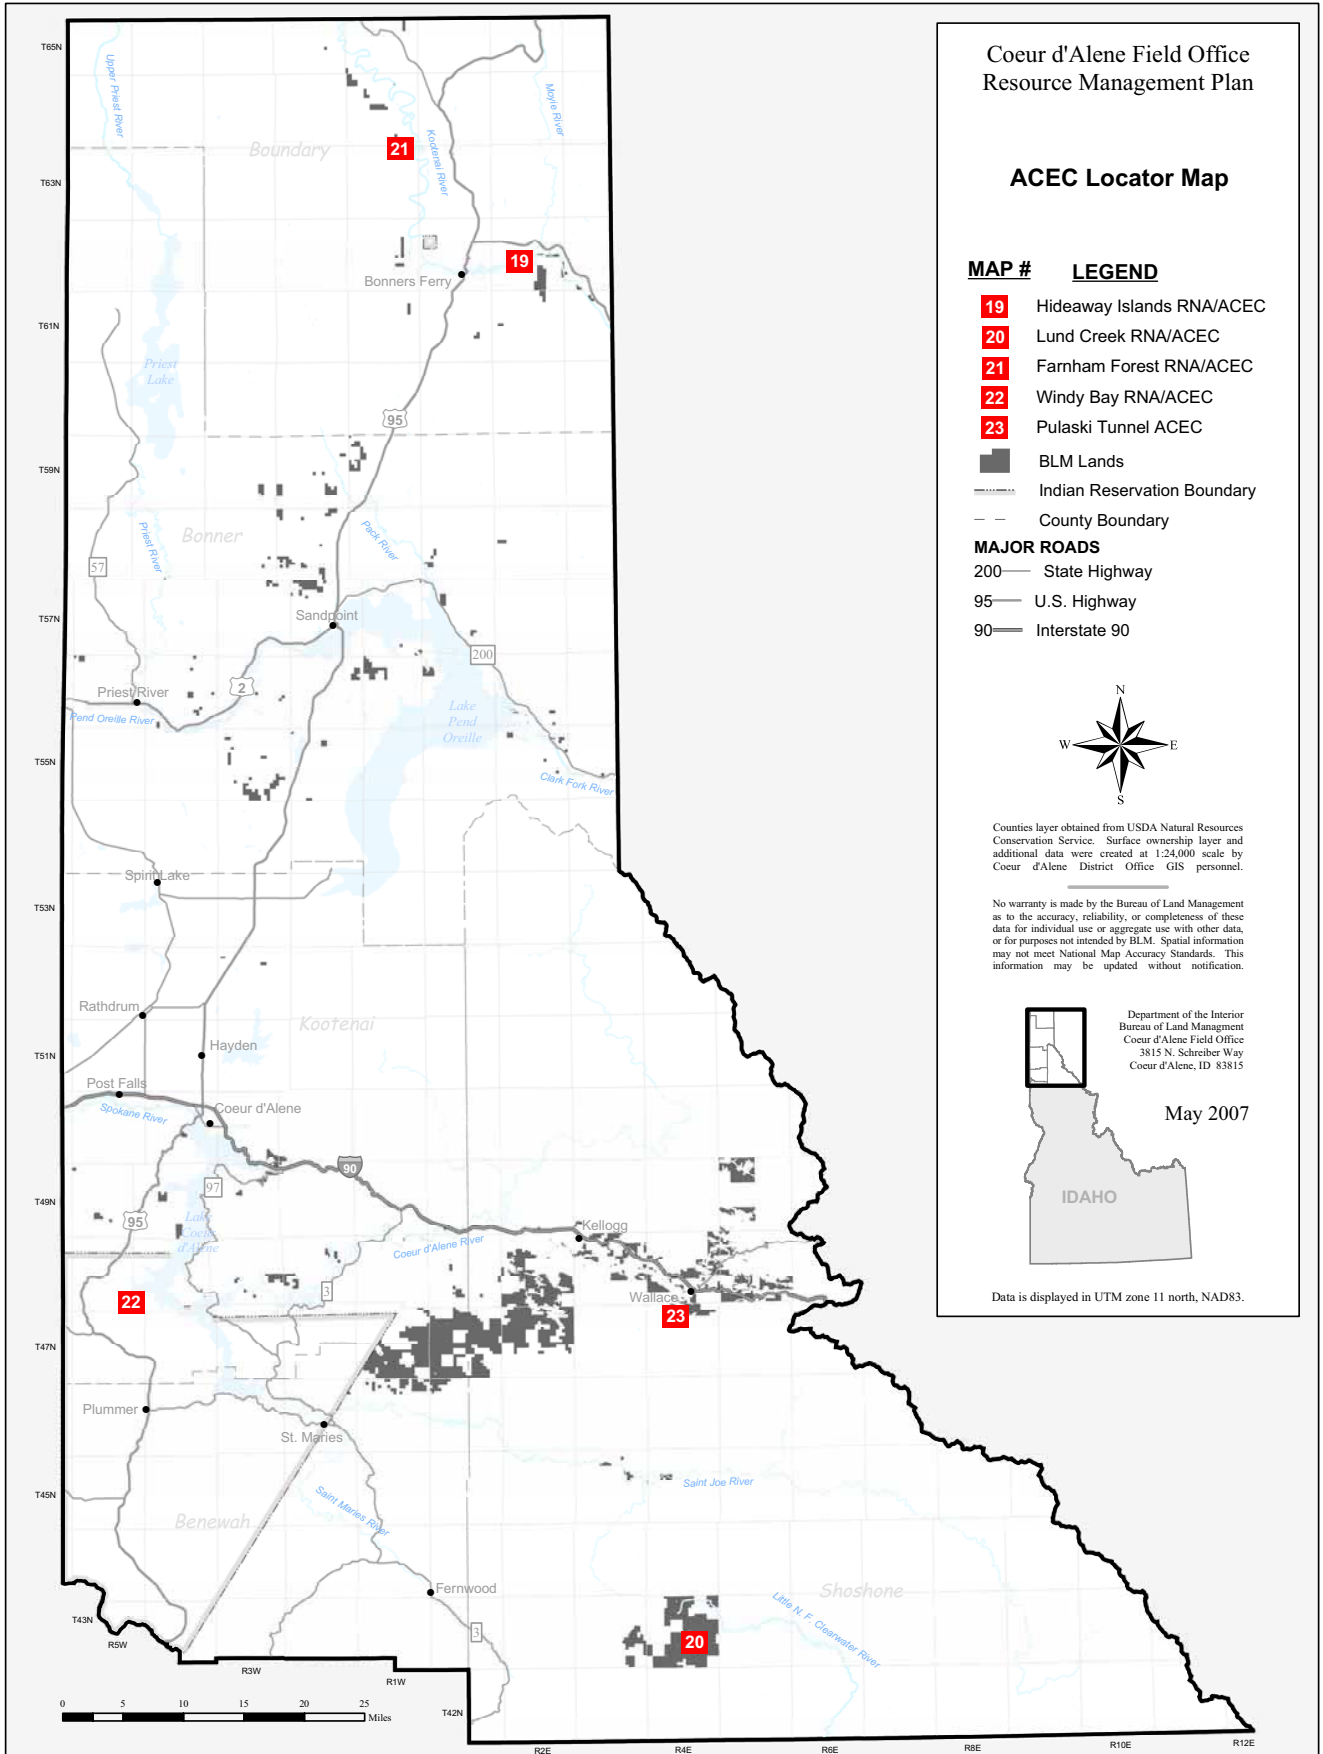 Coeur d'Alene Field Office
Resource Management Plan
ACEC Locator Map
MAP # LEGEND
19 Hideaway Islands RNA/ACEC
20 Lund Creek RNA/ACEC
21 Farnham Forest RNA/ACEC
22 Windy Bay RNA/ACEC
23 Pulaski Tunnel ACEC
BLM Lands
Indian Reservation Boundary
County Boundary
MAJOR ROADS
200 State Highway
95 U.S. Highway
90 Interstate 90
N
W E
S
Counties layer obtained from USDA Natural Resources
Conservation Service. Surface ownership layer and
additional data were created at 1:24,000 scale by
Coeur d'Alene District Office GIS personnel.
No warranty is made by the Bureau of Land Management
as to the accuracy, reliability, or completeness of these
data for individual use or aggregate use with other data,
or for purposes not intended by BLM. Spatial information
may not meet National Map Accuracy Standards. This
information may be updated without notification.
Department of the Interior
Bureau of Land Managment
Coeur d'Alene Field Office
3815 N. Schreiber Way
Coeur d'Alene, ID 83815
May 2007
IDAHO
Data is displayed in UTM zone 11 north, NAD83.
T65N
Upper Priest River
Moyie River
Kootenai River
Boundary
21
T63N
19
Bonners Ferry
T61N
Priest
Lake
95
T59N
Priest River
Bonner
Pack River
57
Sandpoint
T57N
200
2
Priest River
Pend Oreille River
Lake
Pend
Oreille
T55N
Clark Fork River
Spirit Lake
T53N
Rathdrum
Kootenai
Hayden
T51N
Post Falls
Spokane River
Coeur d'Alene
90
97
T49N
95
Lake
Coeur
d'Alene
Kellogg
Coeur d'Alene River
3
22
Wallace
23
T47N
Plummer
St. Maries
Saint Joe River
T45N
Saint Maries River
Benewah
Fernwood
Shoshone
Little N. F. Clearwater River
T43N
R5W
3
20
R3W
R1W
T42N
0 5 10 15 20 25
Miles
R2E
R4E
R6E
R8E
R10E
R12E